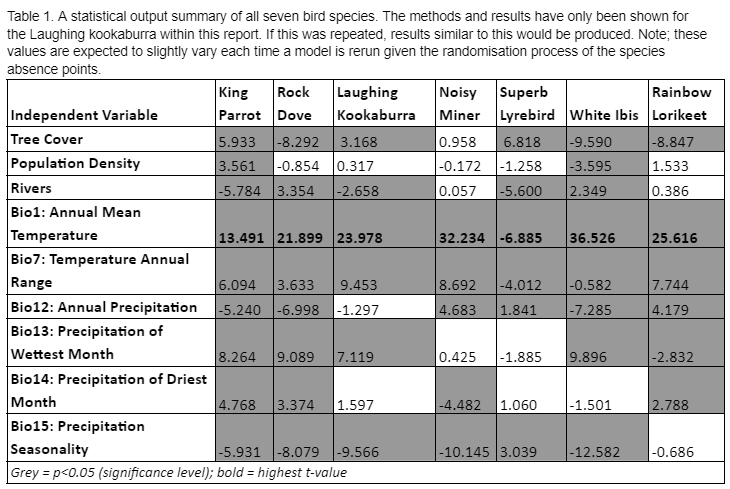 Table 1. A statistical output summary of all seven bird species. The methods and results have only been shown for
the Laughing kookaburra within this report. If this was repeated, results similar to this would be produced. Note; these
values are expected to slightly vary each time a model is rerun given the randomisation process of the species
absence points.
Independent Variable King Parrot Rock Dove Laughing Kookaburra Noisy Miner Superb Lyrebird White Ibis Rainbow Lorikeet
Tree Cover 5.933 -8.292 3.168 0.958 6.818 -9.590 -8.847
Population Density 3.561 -0.854 0.317 -0.172 -1.258 -3.595 1.533
Rivers -5.784 3.354 -2.658 0.057 -5.600 2.349 0.386
Bio1: Annual Mean
Temperature 13.491 21.899 23.978 32.234 -6.885 36.526 25.616
Bio7: Temperature Annual
Range 6.094 3.633 9.453 8.692 -4.012 -0.582 7.744
Bio12: Annual Precipitation -5.240 -6.998 -1.297 4.683 1.841 -7.285 4.179
Bio13: Precipitation of
Wettest Month 8.264 9.089 7.119 0.425 -1.885 9.896 -2.832
Bio14: Precipitation of Driest
Month 4.768 3.374 1.597 -4.482 1.060 -1.501 2.788
Bio15: Precipitation
Seasonality -5.931 -8.079 -9.566 -10.145 3.039 -12.582 -0.686
Grey = p<0.05 (significance level); bold = highest t-value